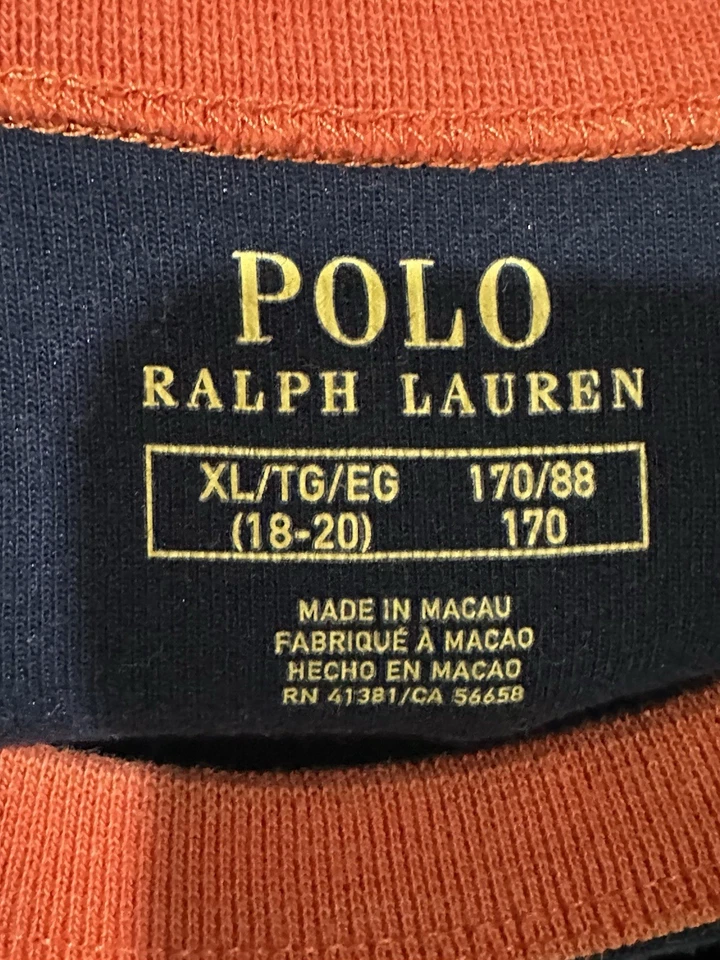 POLO
RALPH LAUREN
XL/TG/EG 170/88
(18-20) 170
MADE IN MACAU
FABRIQUÉ À MACAO
HECHO EN MACAO
RN 41381/CA 56658